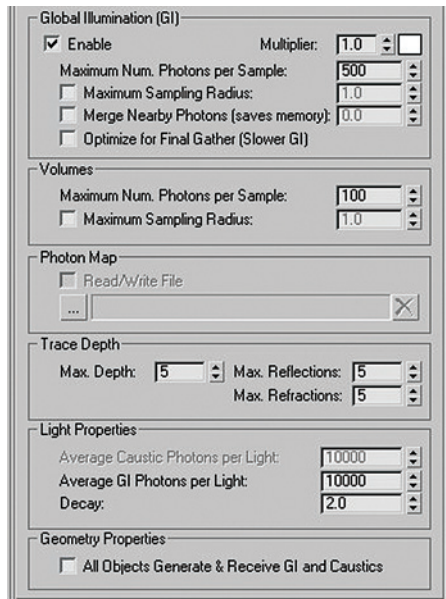 Global Illumination (GI)
Enable Multiplier: 1.0
Maximum Num. Photons per Sample: 500
Maximum Sampling Radius: 1.0
Merge Nearby Photons (saves memory): 0.0
Optimize for Final Gather (Slower GI)
Volumes
Maximum Num. Photons per Sample: 100
Maximum Sampling Radius: 1.0
Photon Map
Read/Write File
...
Trace Depth
Max. Depth: 5 Max. Reflections: 5
Max. Refractions: 5
Light Properties
Average Caustic Photons per Light: 10000
Average GI Photons per Light: 10000
Decay: 2.0
Geometry Properties
All Objects Generate & Receive GI and Caustics